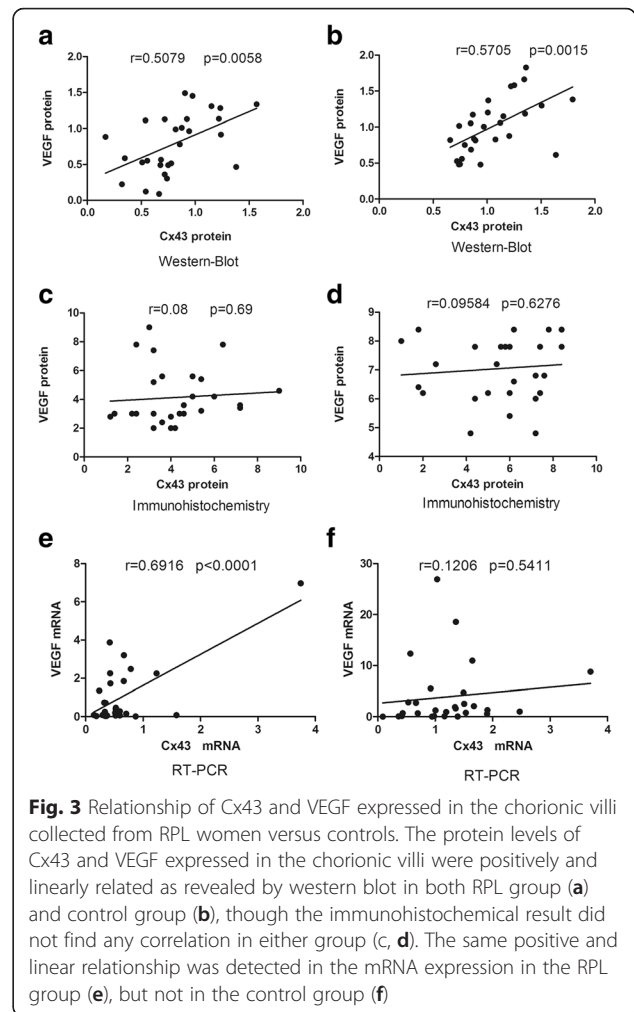 a
r=0.5079 p=0.0058
VEGF protein
2.0
1.5
1.0
0.5
0.0
0.0 0.5 1.0 1.5 2.0
Cx43 protein
Western-Blot
b
r=0.5705 p=0.0015
VEGF protein
2.0
1.5
1.0
0.5
0.0
0.0 0.5 1.0 1.5 2.0
Cx43 protein
Western-Blot
c
r=0.08 p=0.69
VEGF protein
10
8
6
4
2
0
0 2 4 6 8 10
Cx43 protein
Immunohistochemistry
d
r=0.09584 p=0.6276
VEGF protein
9
8
7
6
5
4
0 2 4 6 8 10
Cx43 protein
Immunohistochemistry
e
r=0.6916 p<0.0001
VEGF mRNA
8
6
4
2
0
0 1 2 3 4
Cx43 mRNA
RT-PCR
f
r=0.1206 p=0.5411
VEGF mRNA
30
20
10
0
0 1 2 3 4
Cx43 mRNA
RT-PCR
Fig. 3 Relationship of Cx43 and VEGF expressed in the chorionic villi
collected from RPL women versus controls. The protein levels of
Cx43 and VEGF expressed in the chorionic villi were positively and
linearly related as revealed by western blot in both RPL group (a)
and control group (b), though the immunohistochemical result did
not find any correlation in either group (c, d). The same positive and
linear relationship was detected in the mRNA expression in the RPL
group (e), but not in the control group (f)